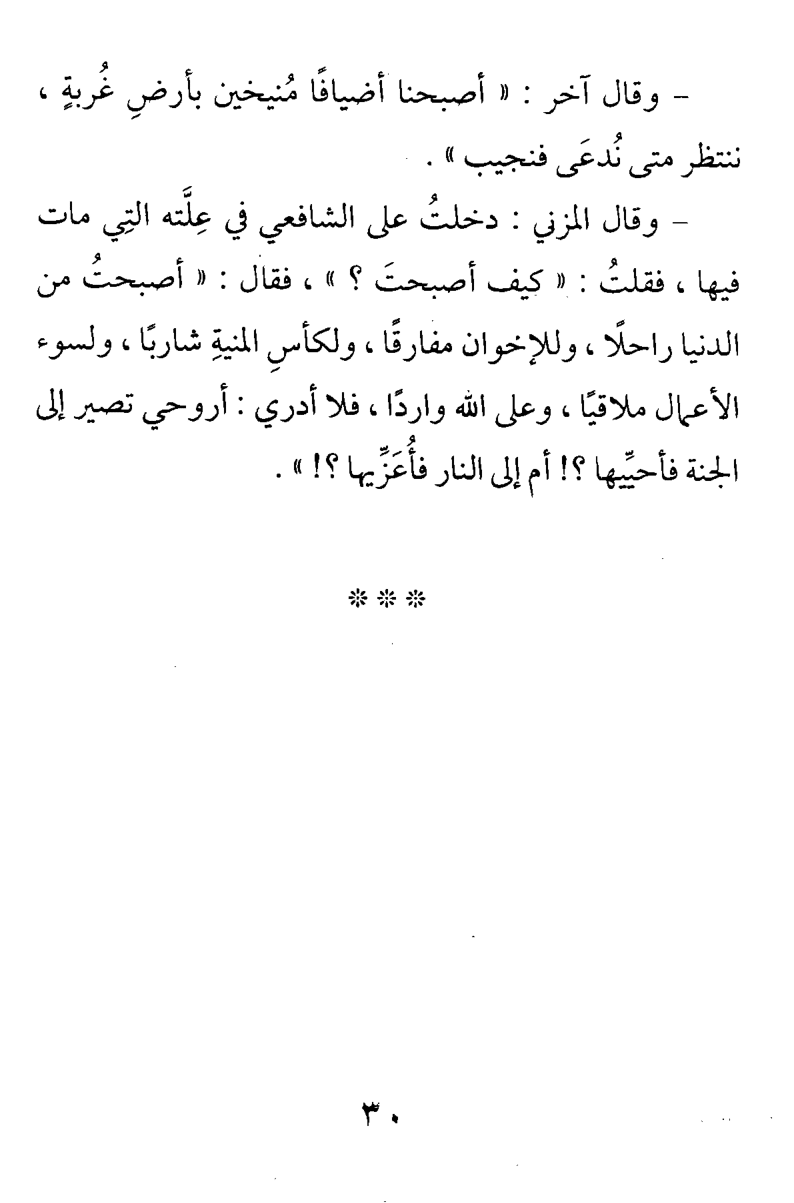 – وقال آخر : « أصبحنا أضيافًا مُنيخين بأرضِ غُربةٍ ،
ننتظر متى نُدعَى فنجيب » .
– وقال المزني : دخلتُ على الشافعي في عِلَّته التِي مات
فيها ، فقلتُ : « كيف أصبحتَ ؟ » ، فقال : « أصبحتُ من
الدنيا راحلًا ، وللإخوان مفارقًا ، ولكأسِ المنيةِ شاربًا ، ولسوء
الأعمال ملاقيًا ، وعلى الله واردًا ، فلا أدري : أروحي تصير إلى
الجنة فأحيِّيها ؟! أم إلى النار فأُعَزِّيها ؟! » .
٣٠